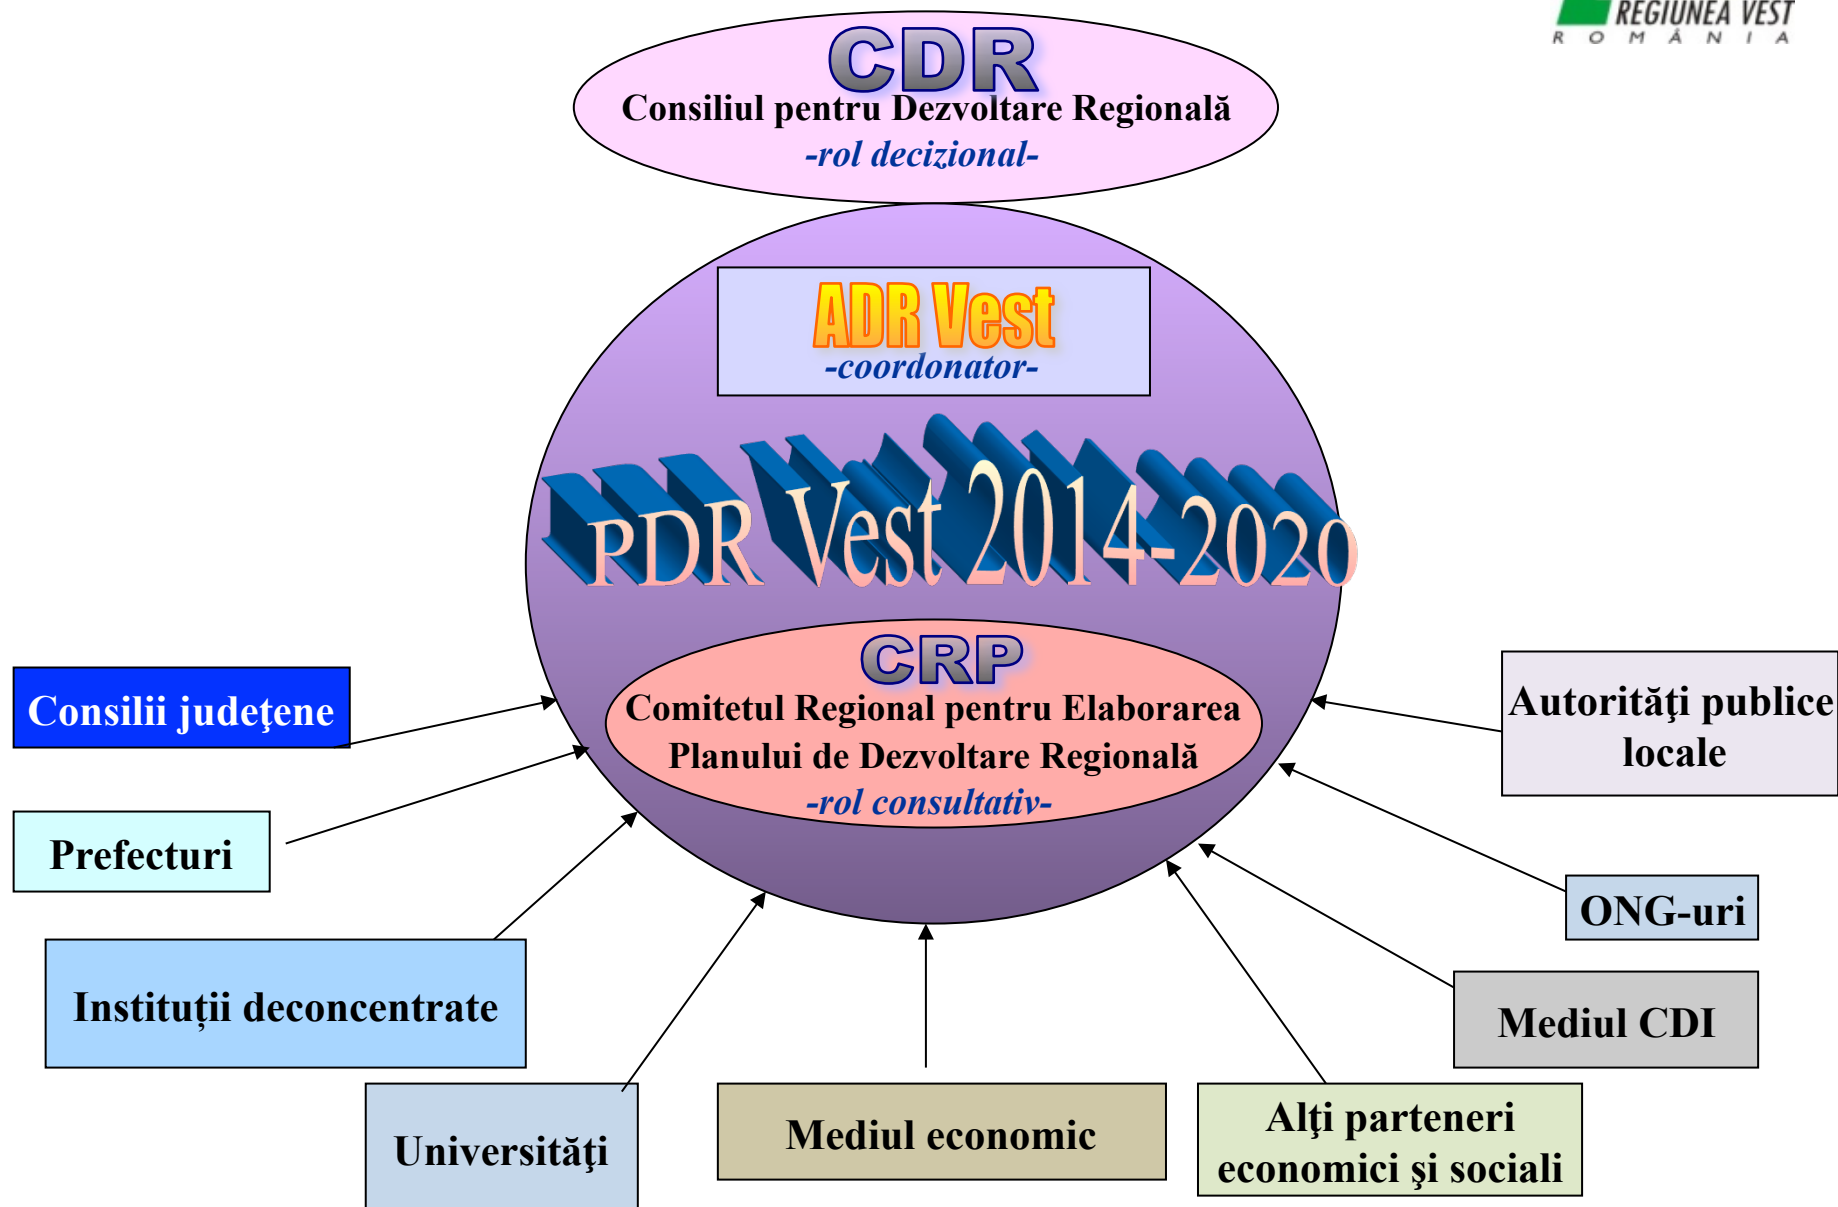 REGIUNEA VEST
ROMÂNIA
CDR
Consiliul pentru Dezvoltare Regională
-rol decizional-
ADR Vest
-coordonator-
PDR Vest 2014-2020
CRP
Comitetul Regional pentru Elaborarea
Planului de Dezvoltare Regională
-rol consultativ-
Consilii judeţene
Prefecturi
Instituții deconcentrate
Universităţi
Mediul economic
Alţi parteneri
economici şi sociali
Mediul CDI
ONG-uri
Autorităţi publice
locale